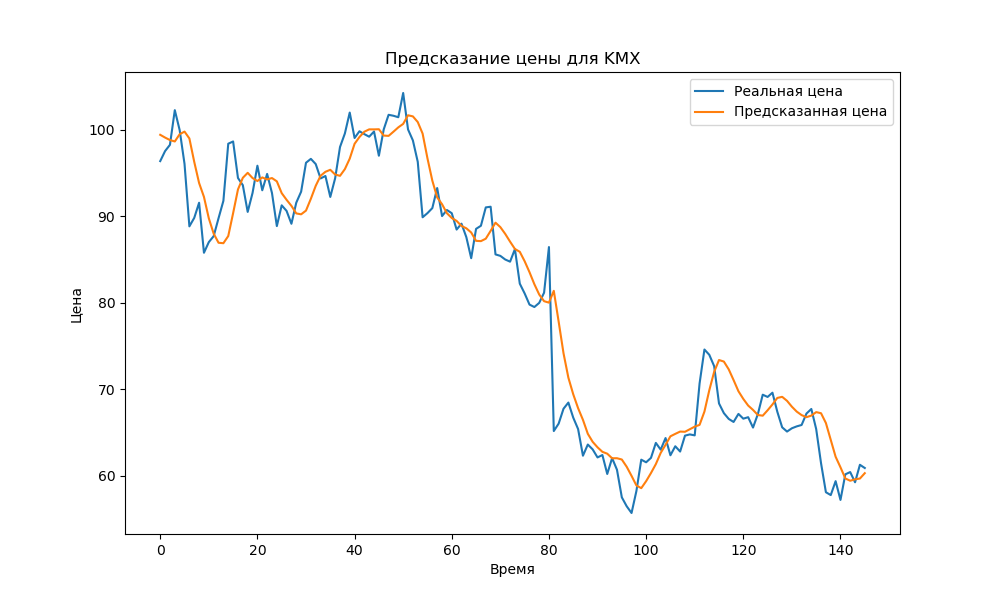 Предсказание цены для KMX
Реальная цена
Предсказанная цена
Цена
100
90
80
70
60
0 20 40 60 80 100 120 140
Время